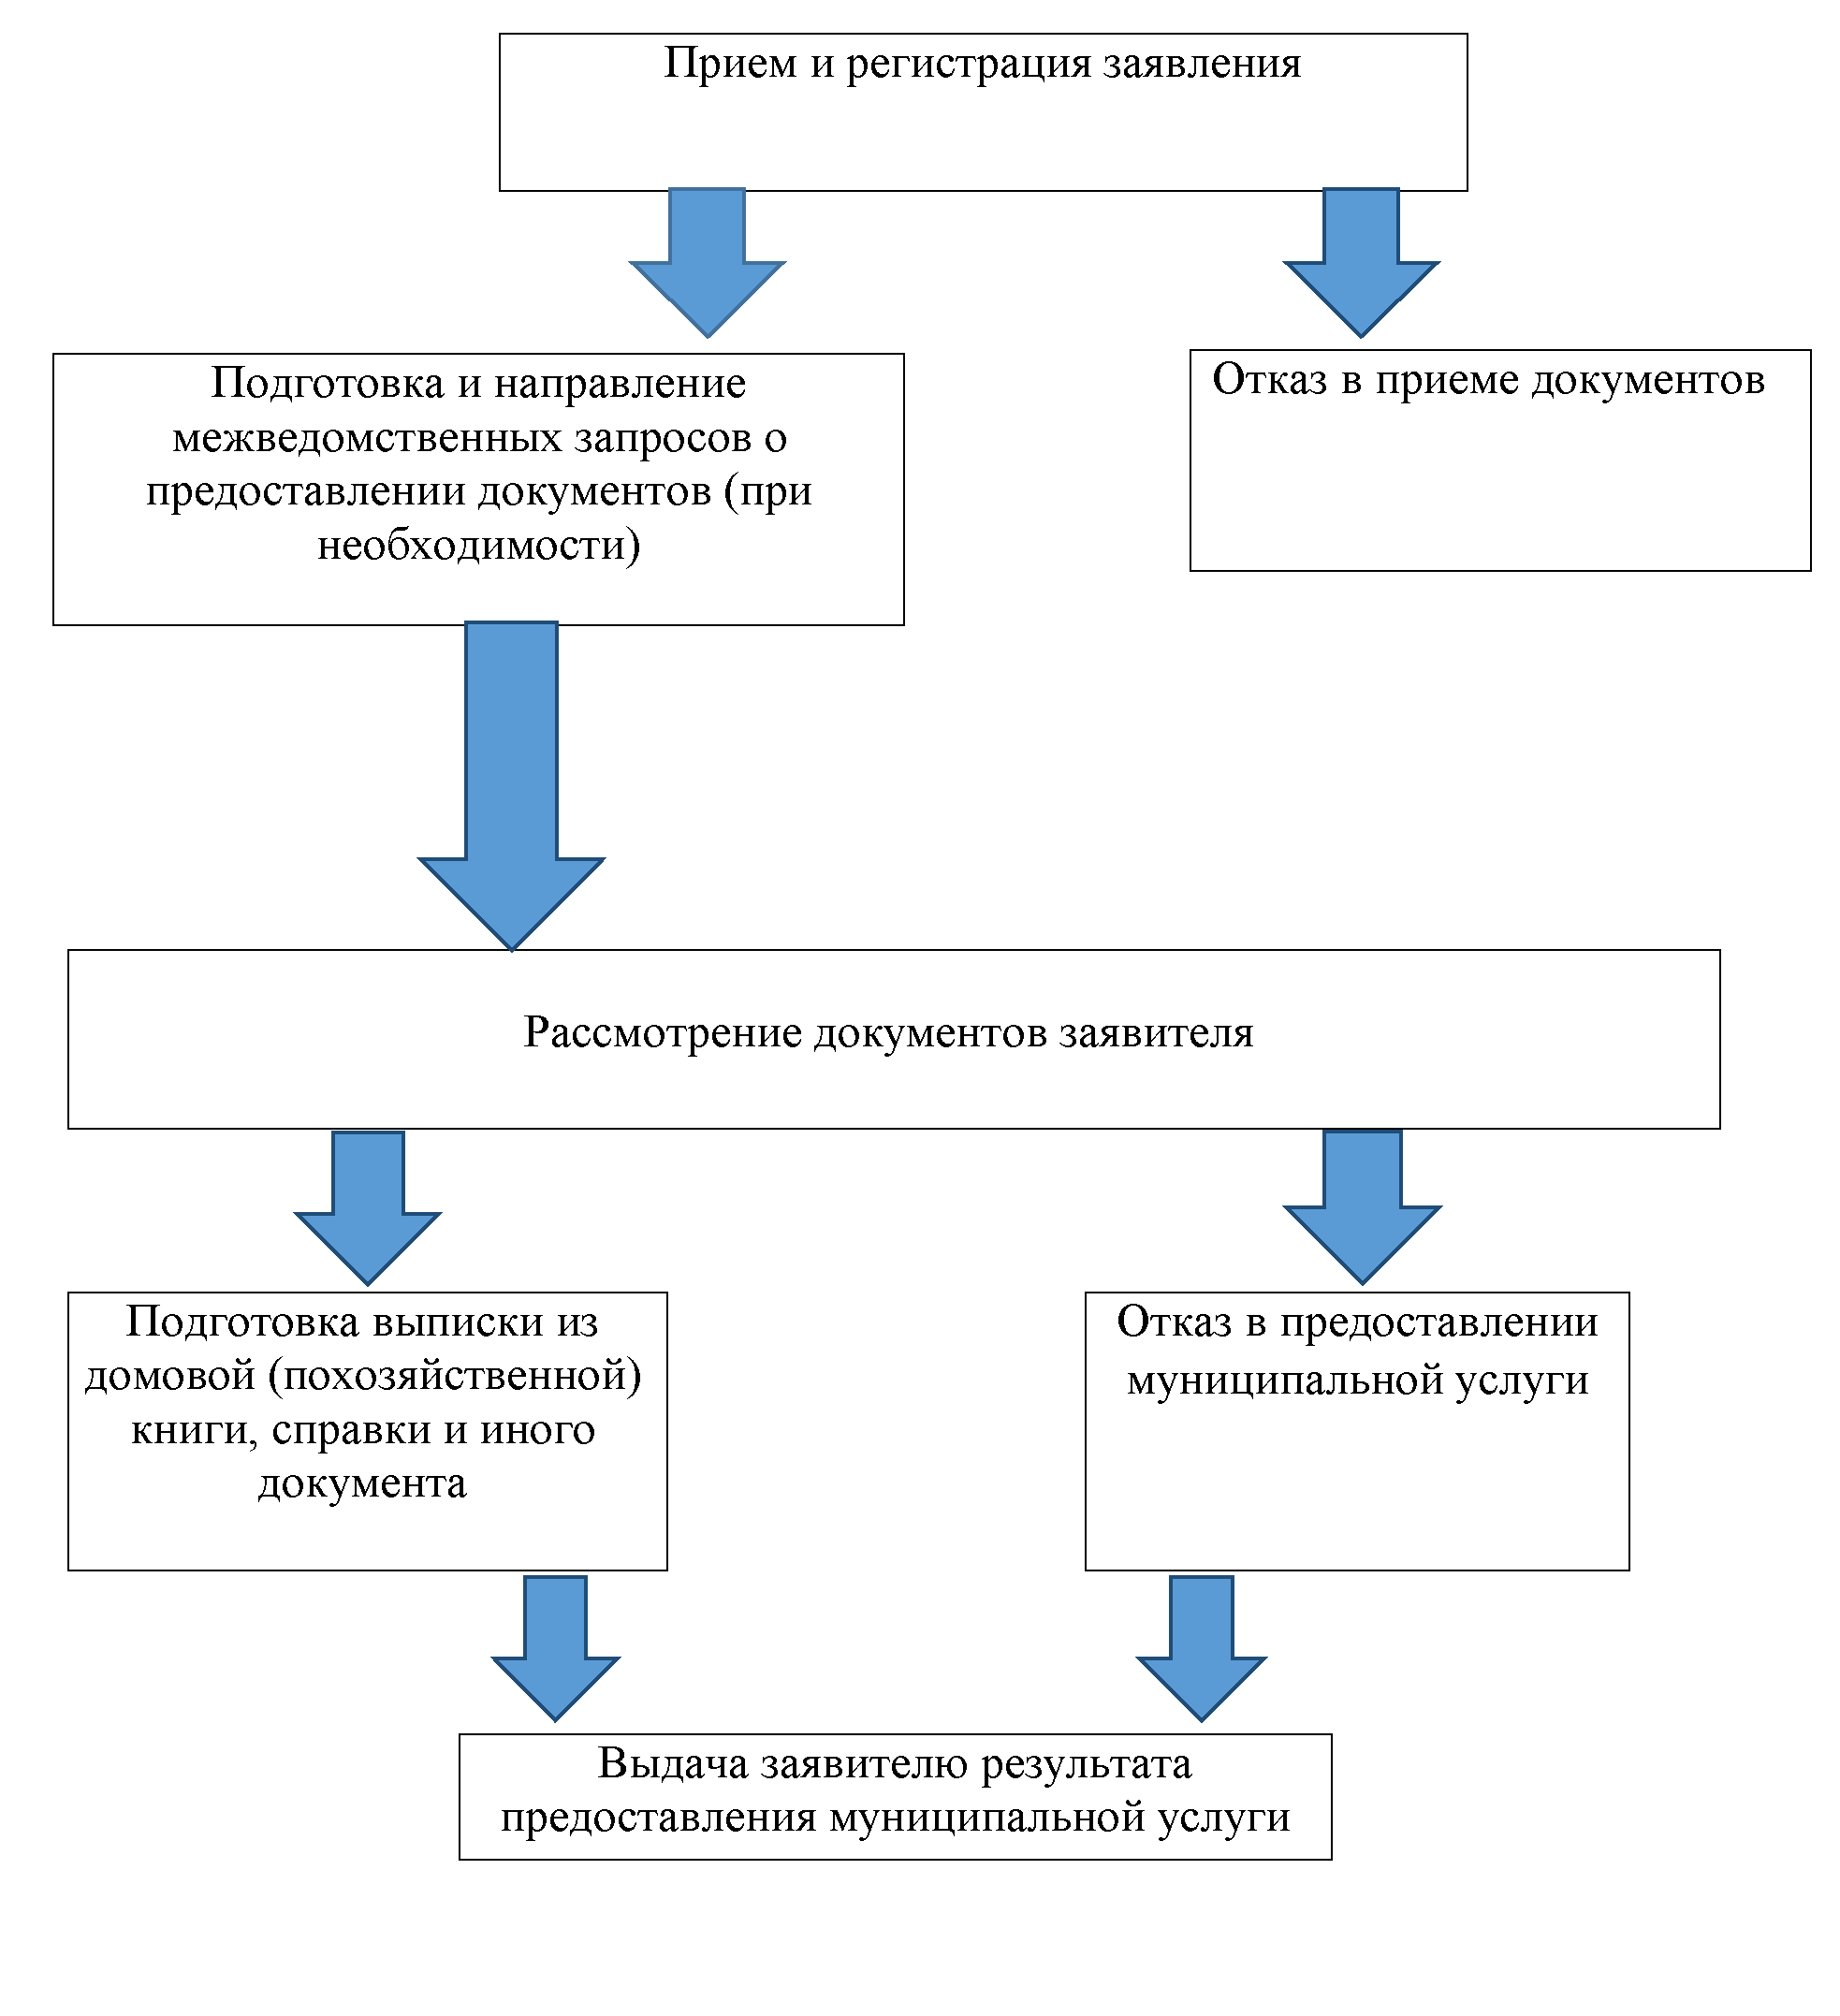 Прием и регистрация заявления
Подготовка и направление
межведомственных запросов о
предоставлении документов (при
необходимости)
Отказ в приеме документов
Рассмотрение документов заявителя
Подготовка выписки из
домовой (похозяйственной)
книги, справки и иного
документа
Отказ в предоставлении
муниципальной услуги
Выдача заявителю результата
предоставления муниципальной услуги